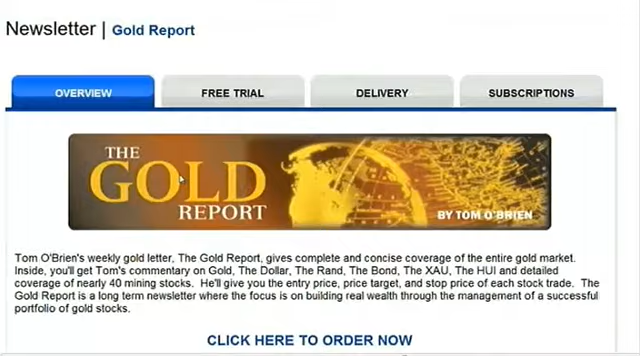 Newsletter | Gold Report
OVERVIEW FREE TRIAL DELIVERY SUBSCRIPTIONS
THE
GOLD
REPORT
BY TOM O'BRIEN
Tom O'Brien's weekly gold letter, The Gold Report, gives complete and concise coverage of the entire gold market.
Inside, you'll get Tom's commentary on Gold, The Dollar, The Rand, The Bond, The XAU, The HUI and detailed
coverage of nearly 40 mining stocks. He'll give you the entry price, price target, and stop price of each stock trade. The
Gold Report is a long term newsletter where the focus is on building real wealth through the management of a successful
portfolio of gold stocks.
CLICK HERE TO ORDER NOW